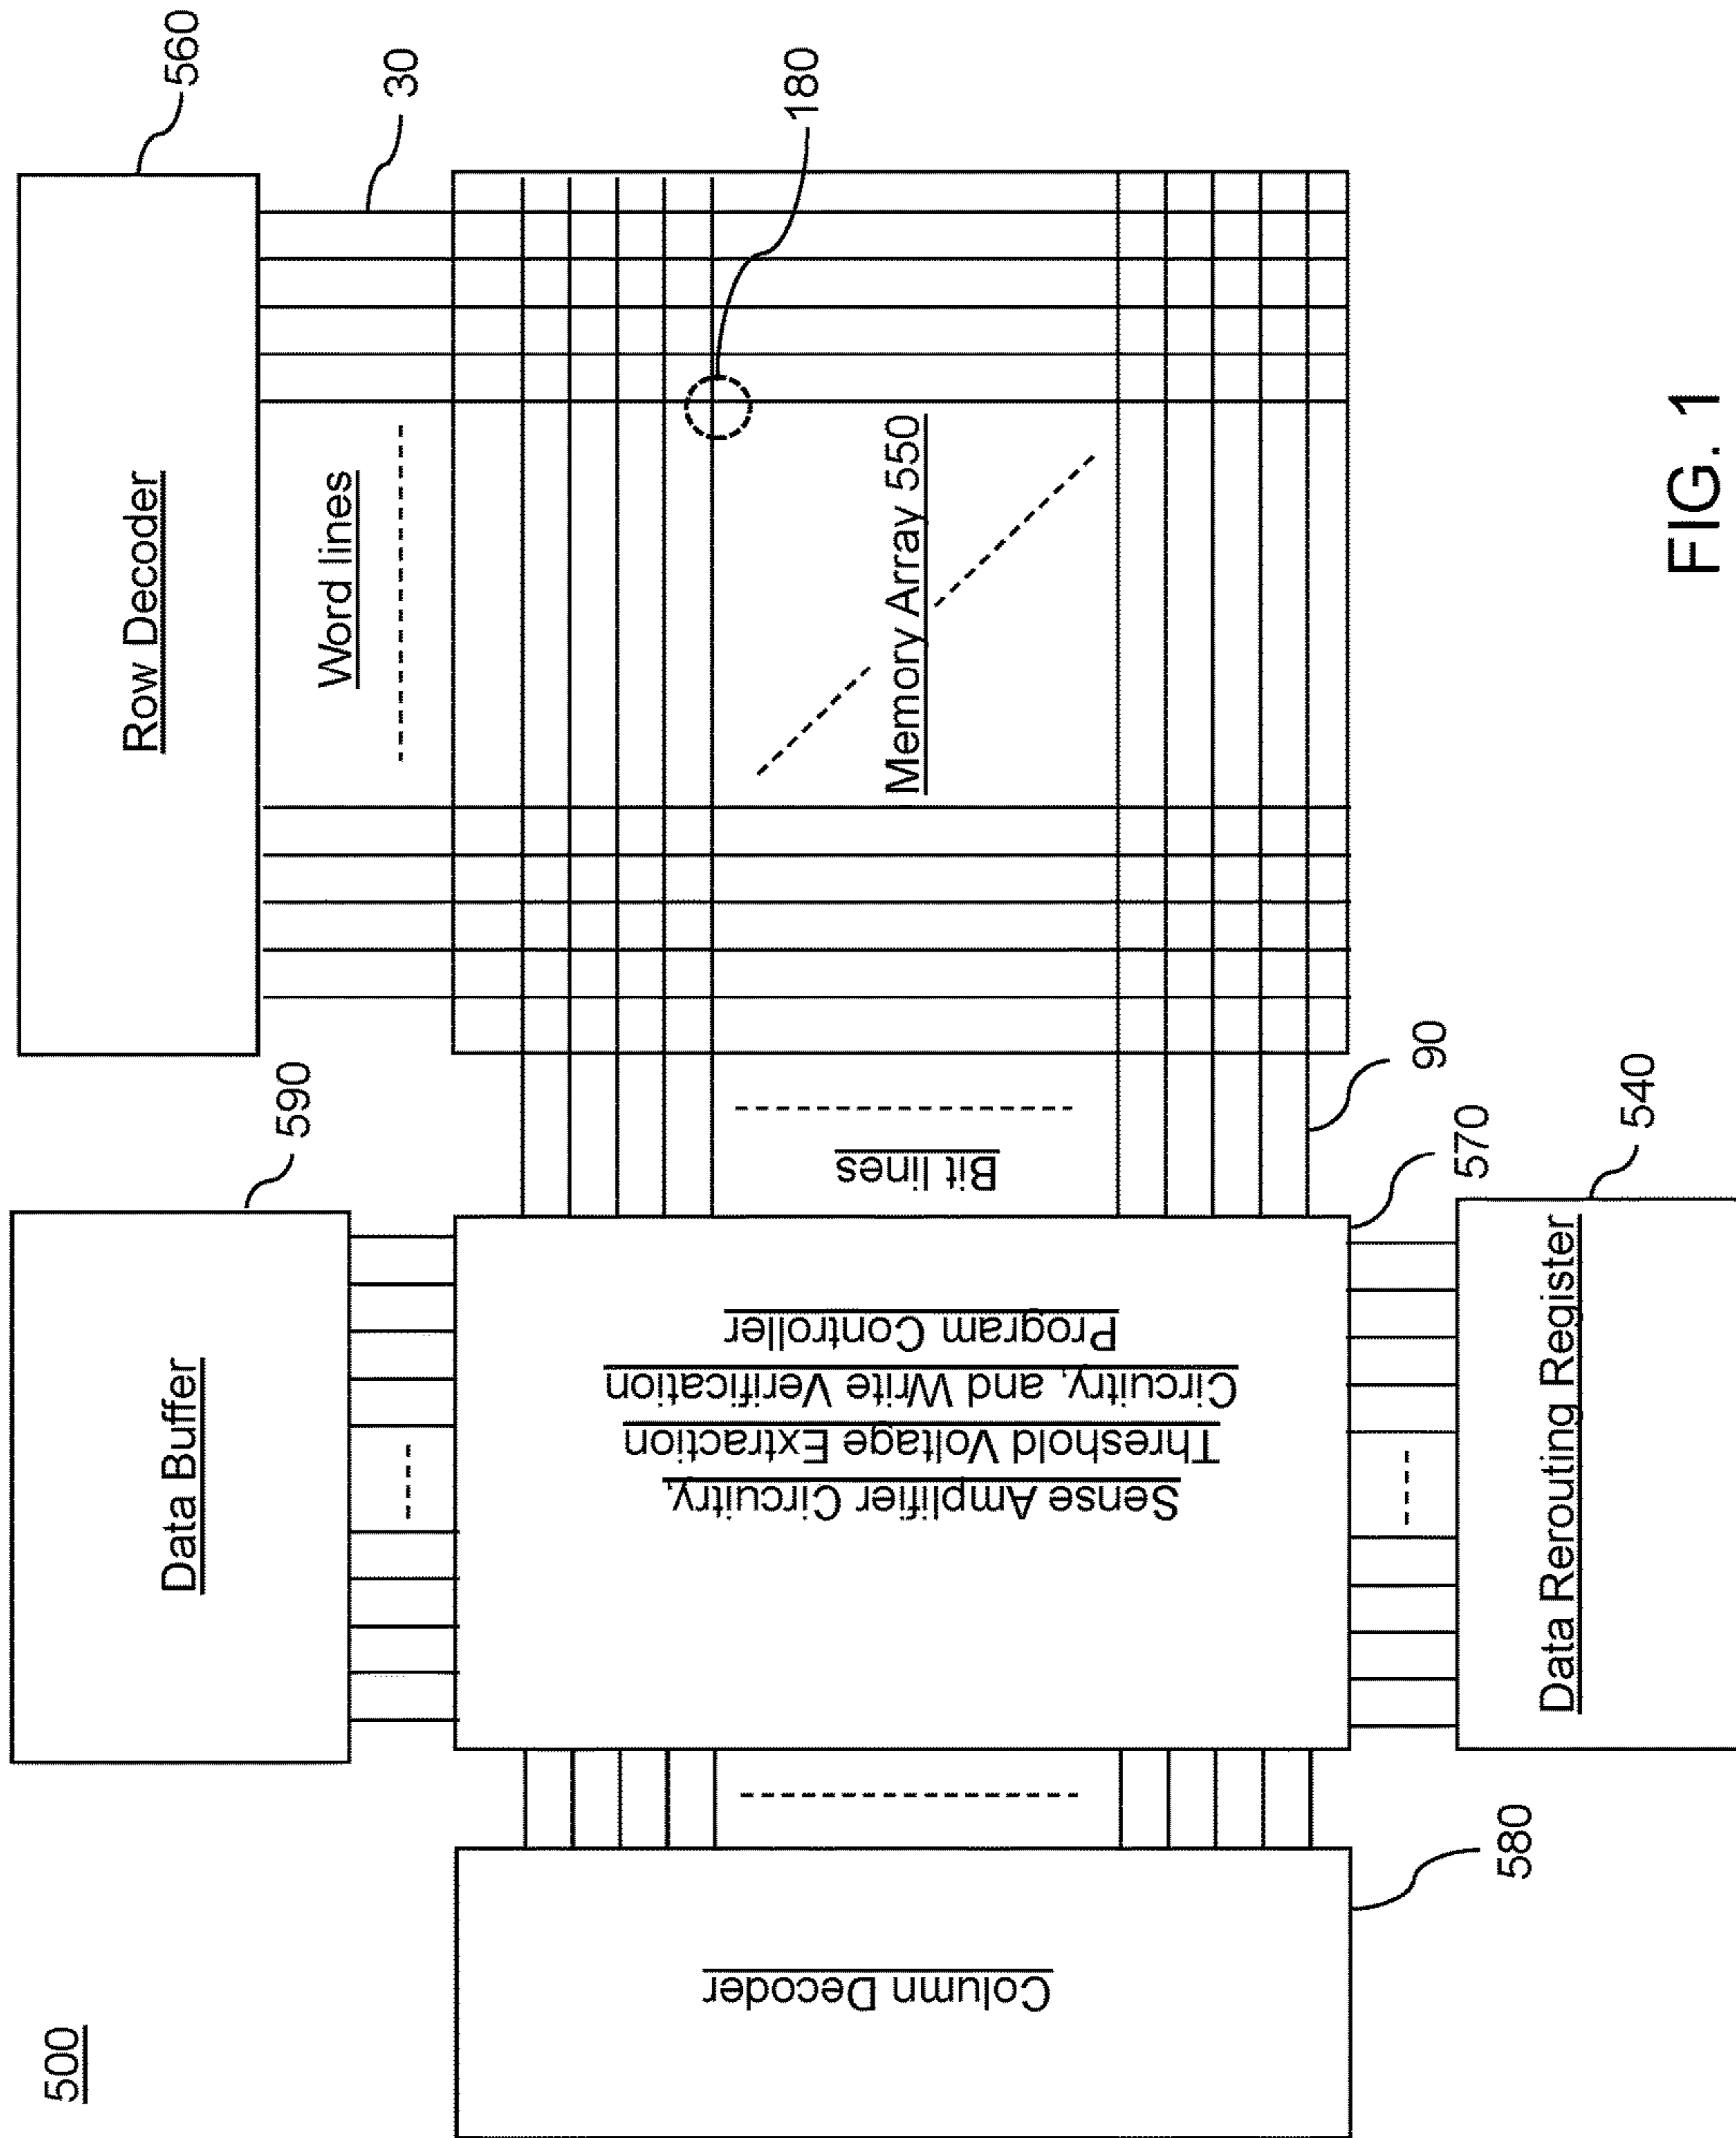 500
Row Decoder
560
Word lines
30
180
Memory Array 550
Data Buffer
590
Bit lines
90
Sense Amplifier Circuitry,
Threshold Voltage Extraction
Circuitry, and Write Verification
Program Controller
570
Column Decoder
580
Data Rerouting Register
540
FIG. 1